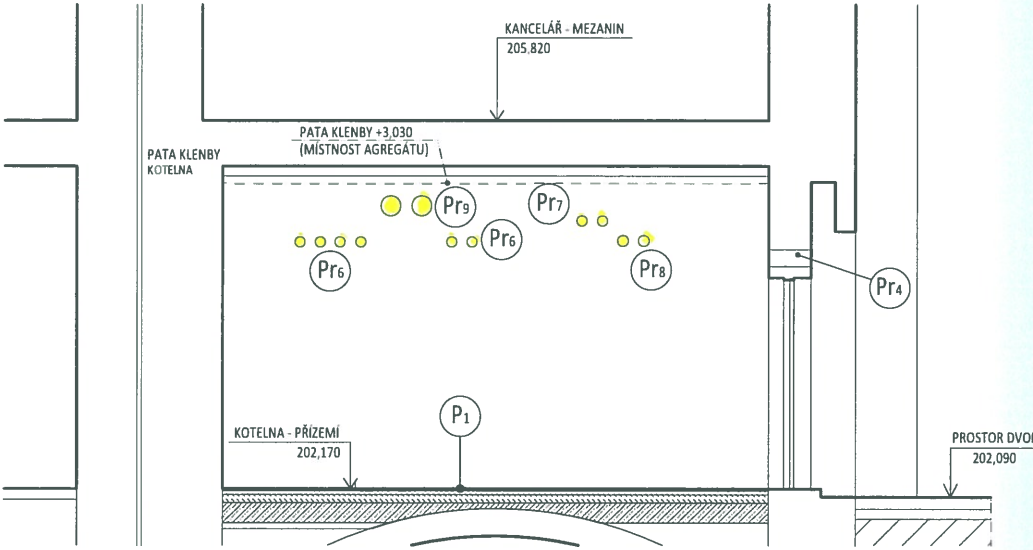 KANCELÁŘ - MEZANIN
205,820
PATA KLENBY +3,030
(MÍSTNOST AGREGÁTU)
PATA KLENBY
KOTELNA
Pr9
Pr7
Pr6
Pr6
Pr8
Pr4
P1
KOTELNA - PŘÍZEMÍ
202,170
PROSTOR DVO
202,090